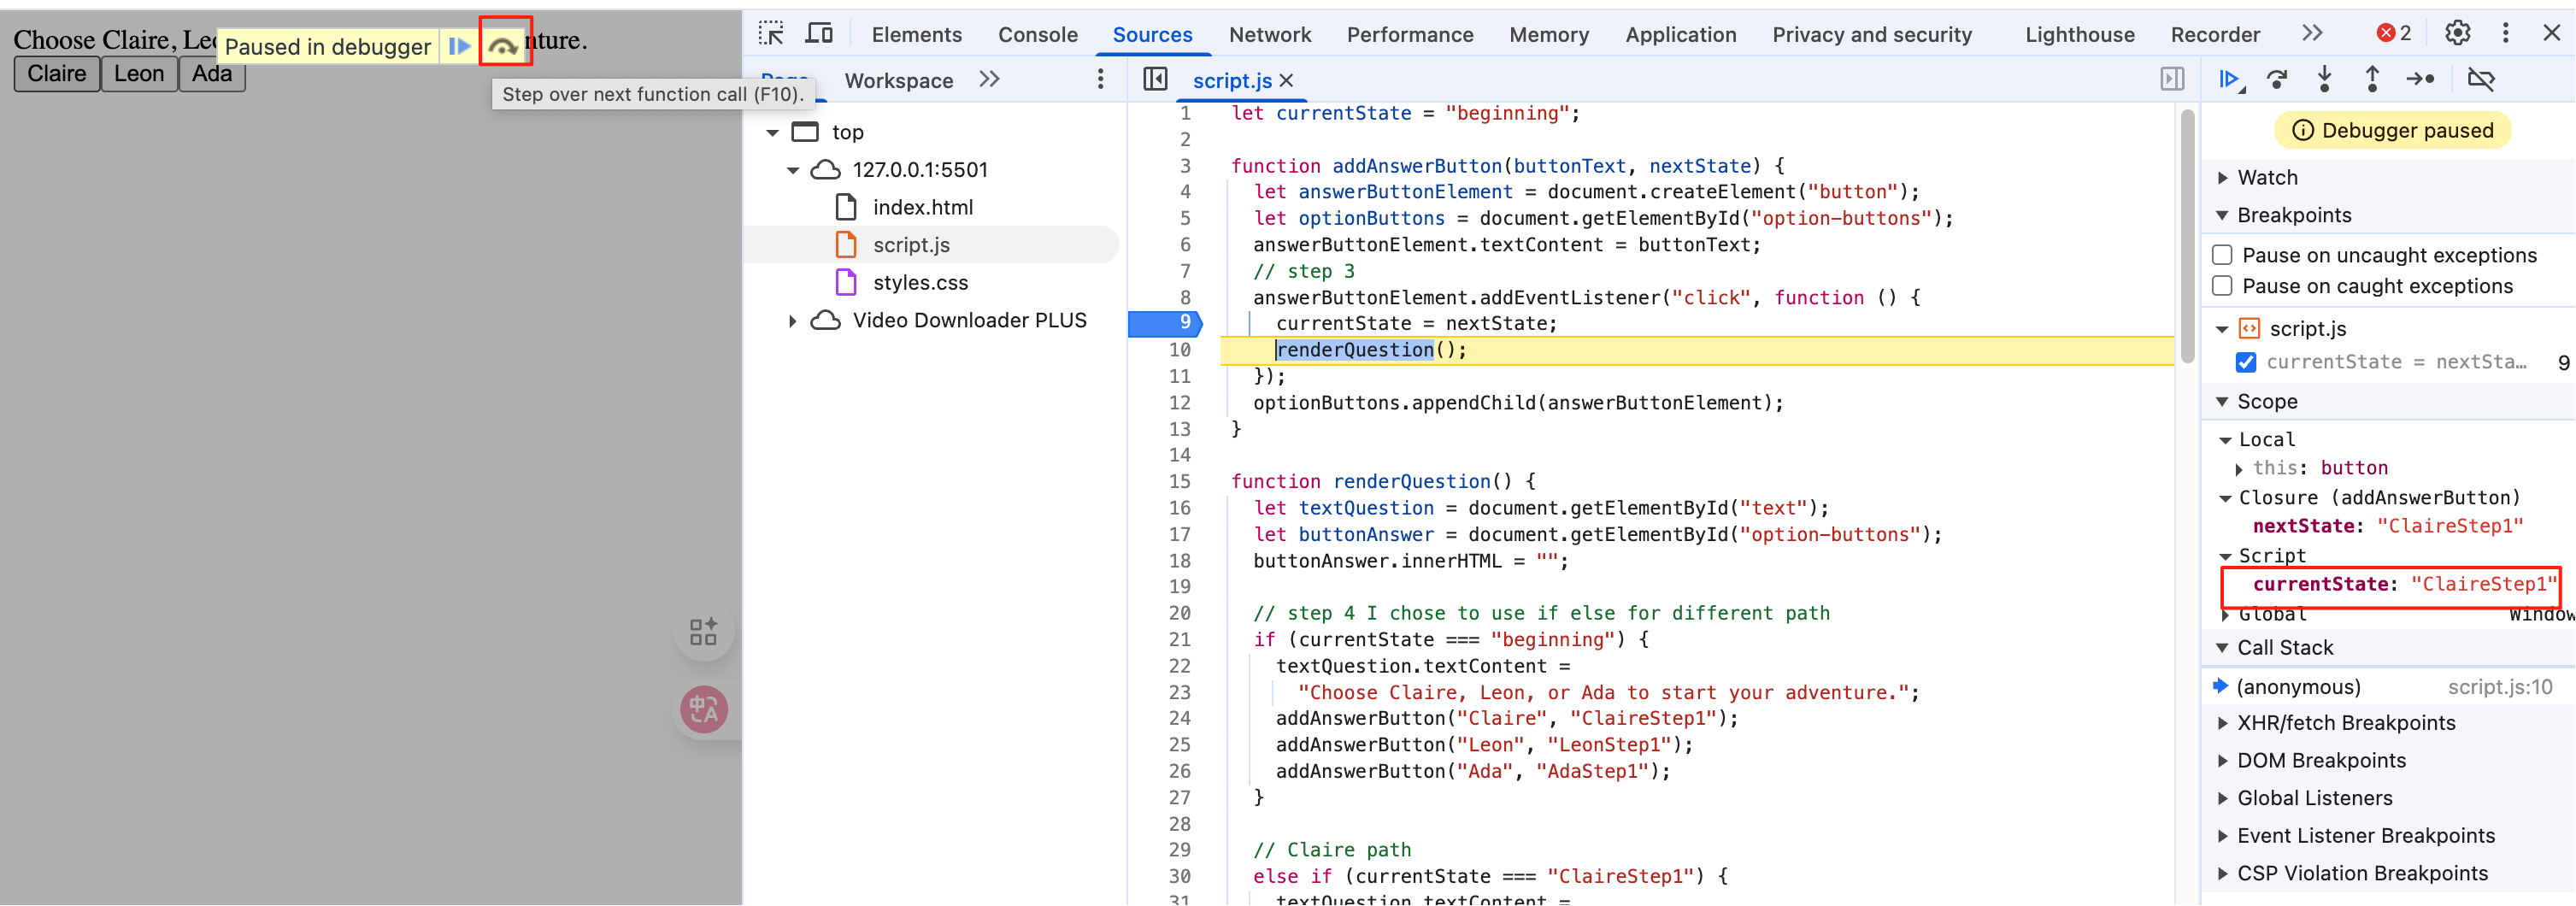 Choose Claire, Le
nture.
Paused in debugger
Claire
Leon
Ada
Step over next function call (F10).
Elements
Console
Sources
Network
Performance
Memory
Application
Privacy and security
Lighthouse
Recorder
2
Page
Workspace
script.js
top
127.0.0.1:5501
index.html
script.js
styles.css
Video Downloader PLUS
中A
1 let currentState = "beginning";
2
3 function addAnswerButton(buttonText, nextState) {
4 let answerButtonElement = document.createElement("button");
5 let optionButtons = document.getElementById("option-buttons");
6 answerButtonElement.textContent = buttonText;
7 // step 3
8 answerButtonElement.addEventListener("click", function () {
9 currentState = nextState;
10 renderQuestion();
11 });
12 optionButtons.appendChild(answerButtonElement);
13 }
14
15 function renderQuestion() {
16 let textQuestion = document.getElementById("text");
17 let buttonAnswer = document.getElementById("option-buttons");
18 buttonAnswer.innerHTML = "";
19
20 // step 4 I chose to use if else for different path
21 if (currentState === "beginning") {
22 textQuestion.textContent =
23 "Choose Claire, Leon, or Ada to start your adventure.";
24 addAnswerButton("Claire", "ClaireStep1");
25 addAnswerButton("Leon", "LeonStep1");
26 addAnswerButton("Ada", "AdaStep1");
27 }
28
29 // Claire path
30 else if (currentState === "ClaireStep1") {
31 textQuestion.textContent =
Debugger paused
Watch
Breakpoints
Pause on uncaught exceptions
Pause on caught exceptions
script.js
currentState = nextSta… 9
Scope
Local
this: button
Closure (addAnswerButton)
nextState: "ClaireStep1"
Script
currentState: "ClaireStep1"
Global Window
Call Stack
(anonymous) script.js:10
XHR/fetch Breakpoints
DOM Breakpoints
Global Listeners
Event Listener Breakpoints
CSP Violation Breakpoints